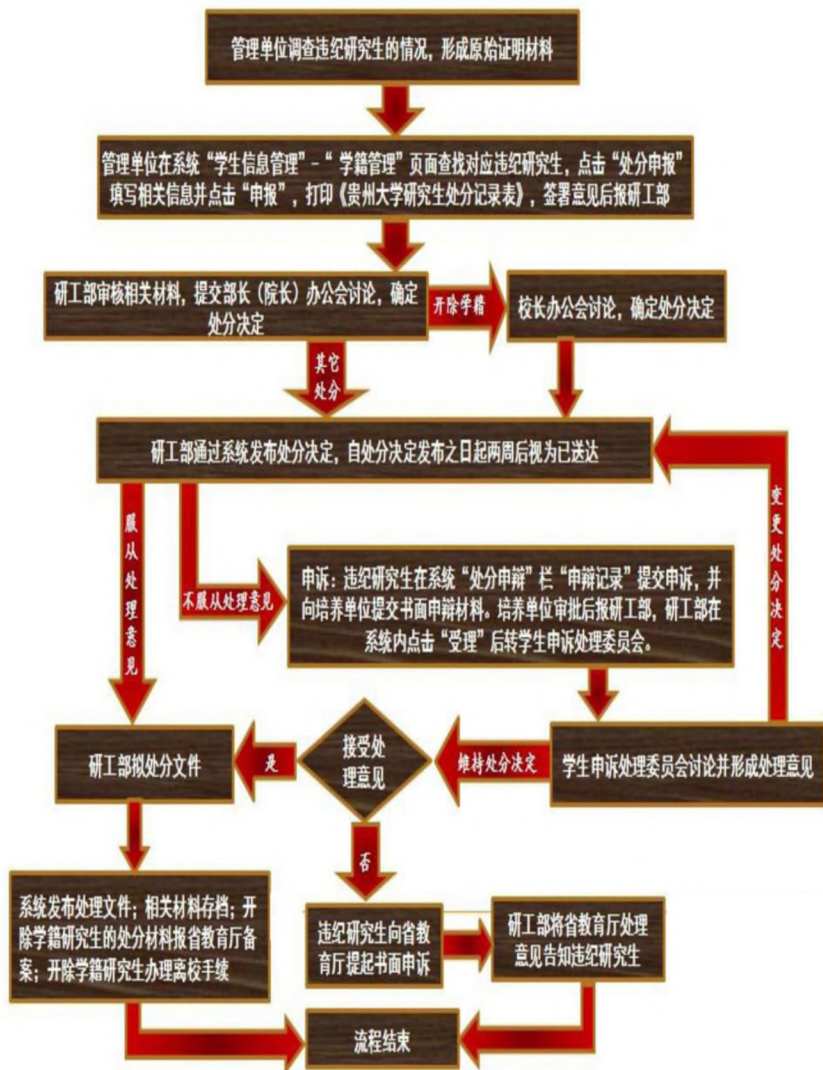 管理单位调查违纪研究生的情况，形成原始证明材料
管理单位在系统“学生信息管理”-“学籍管理”页面查找对应违纪研究生，点击“处分申报”
填写相关信息并点击“申报”，打印《贵州大学研究生处分记录表》，签署意见后报研工部
研工部审核相关材料，提交部长（院长）办公会讨论，确定
处分决定
开除学籍
校长办公会讨论，确定处分决定
其它
处分
研工部通过系统发布处分决定，自处分决定发布之日起两周后视为已送达
服从处理意见
不服从处理意见
变更处分决定
申诉：违纪研究生在系统“处分申辩”栏“申辩记录”提交申诉，并
向培养单位提交书面申辩材料。培养单位审批后报研工部，研工部在
系统内点击“受理”后转学生申诉处理委员会。
研工部拟处分文件
是
接受处
理意见
维持处分决定
学生申诉处理委员会讨论并形成处理意见
否
系统发布处理文件；相关材料存档；开
除学籍研究生的处分材料报省教育厅备
案；开除学籍研究生办理离校手续
违纪研究生向省教
育厅提起书面申诉
研工部将省教育厅处理
意见告知违纪研究生
流程结束